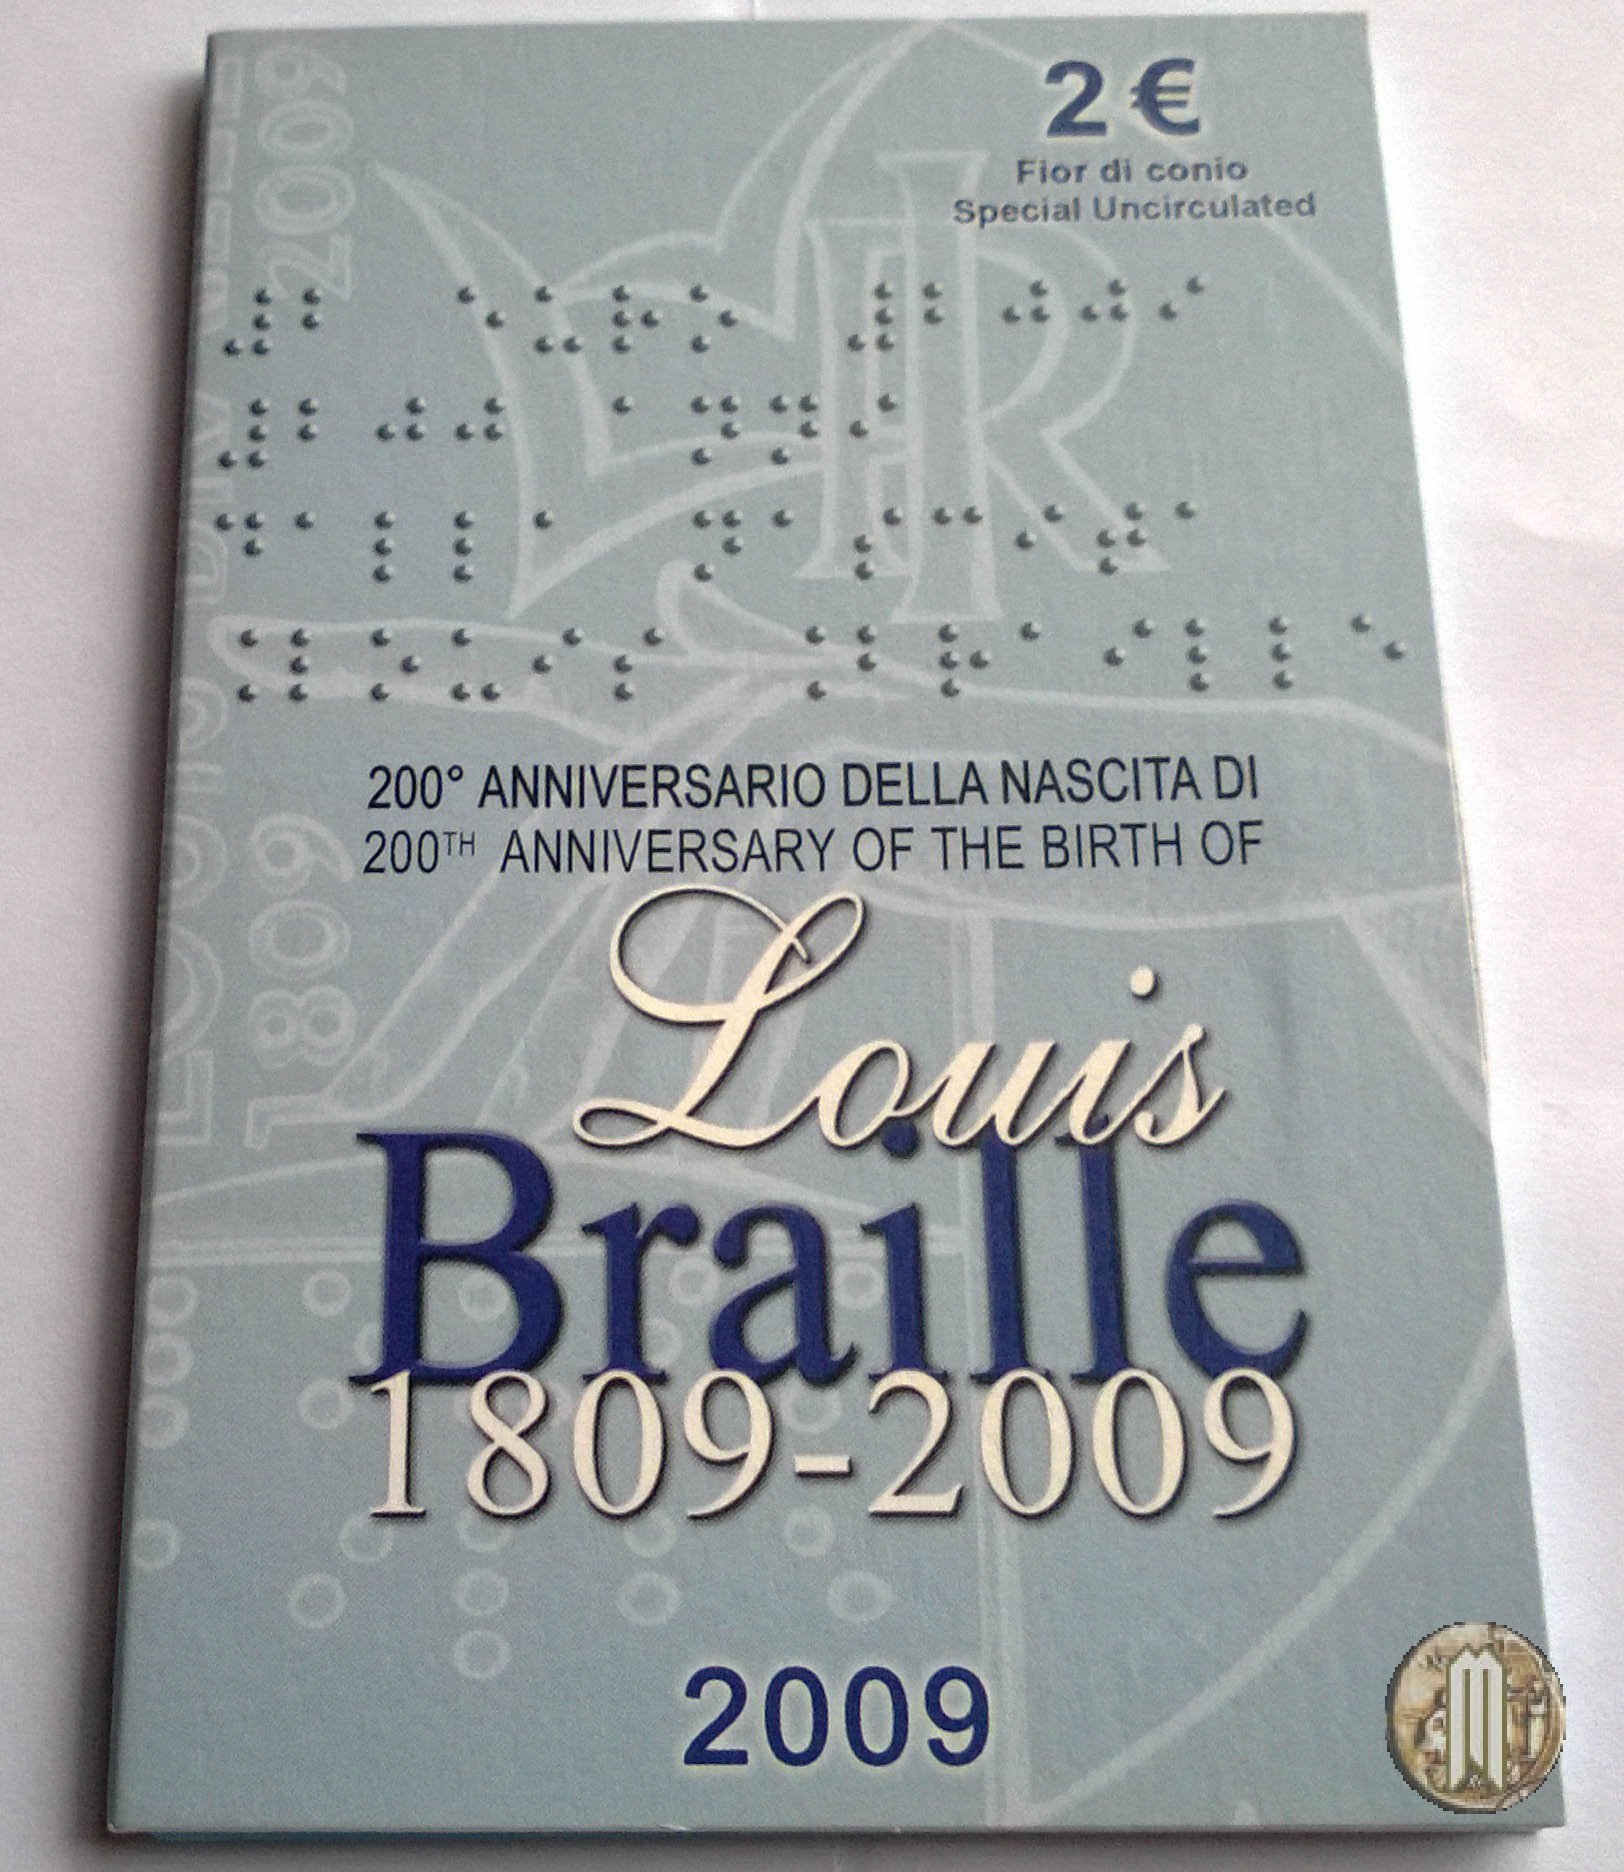 2 €
Fior di conio
Special Uncirculated
⠼⠃ ⠑⠥⠗⠕ ⠼⠃⠚⠚⠊
⠼⠃⠚⠚ ⠁⠝⠝⠊
⠙⠁⠇⠇⠁ ⠝⠁⠎⠉⠊⠞⠁
⠨⠇⠕⠥⠊⠎ ⠨⠃⠗⠁⠊⠇⠇⠑
200° ANNIVERSARIO DELLA NASCITA DI
200TH ANNIVERSARY OF THE BIRTH OF
Louis
Braille
1809-2009
2009